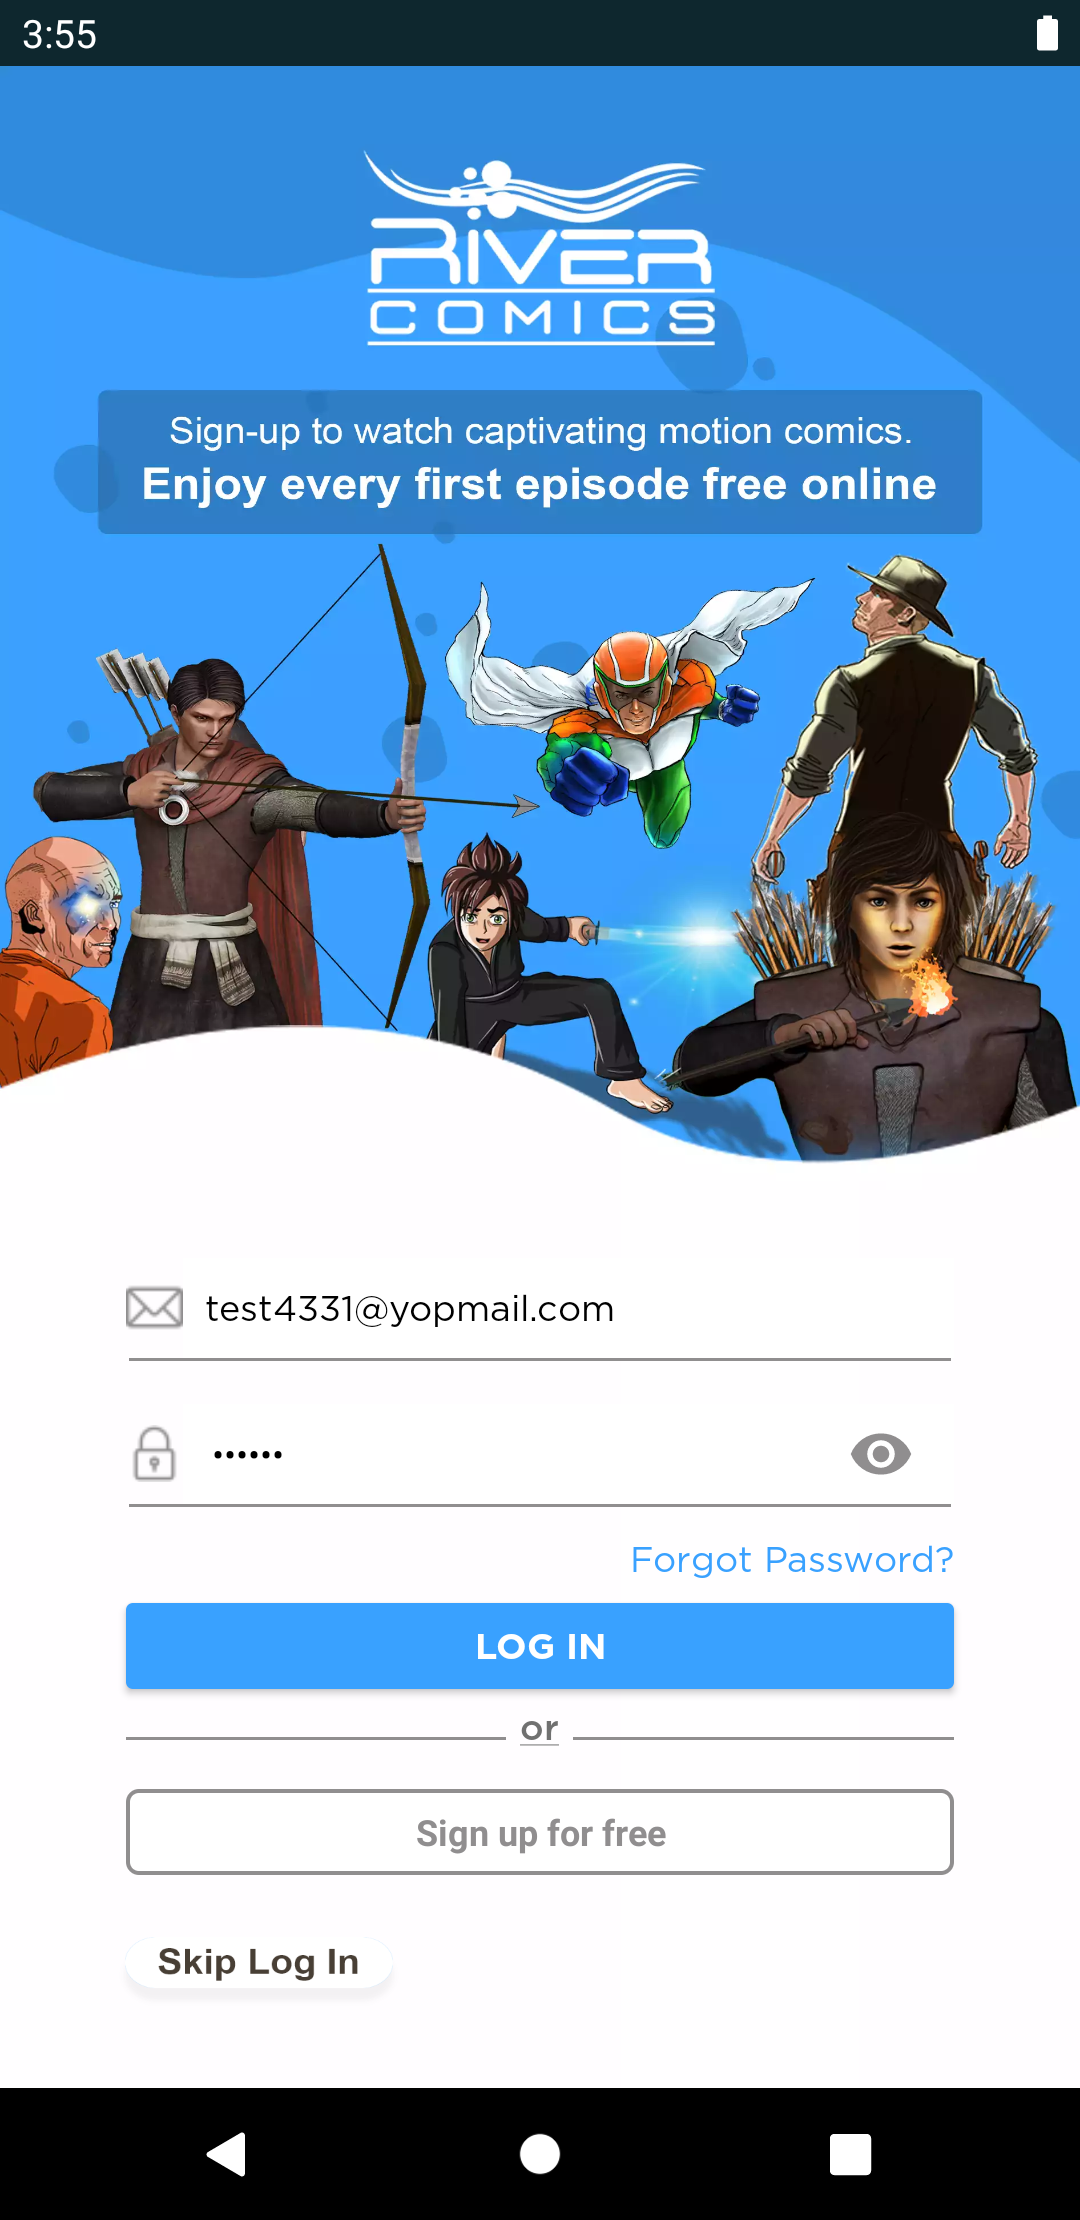 3:55
RIVER
COMICS
Sign-up to watch captivating motion comics.
Enjoy every first episode free online
test4331@yopmail.com
••••••
Forgot Password?
LOG IN
or
Sign up for free
Skip Log In